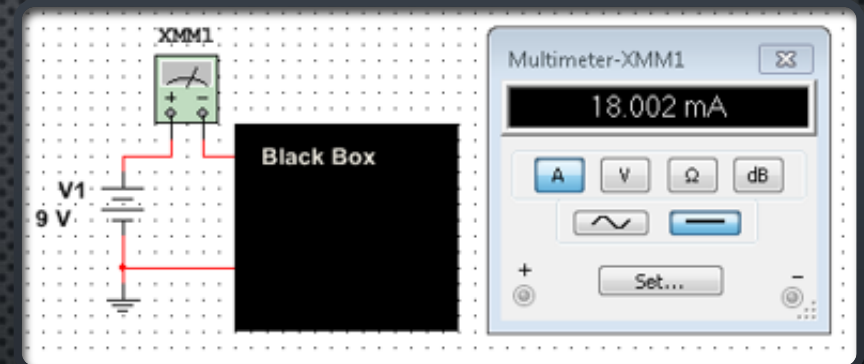 XMM1
+ −
V1
9 V
Black Box
Multimeter-XMM1
18.002 mA
A V Ω dB
+ −
Set...